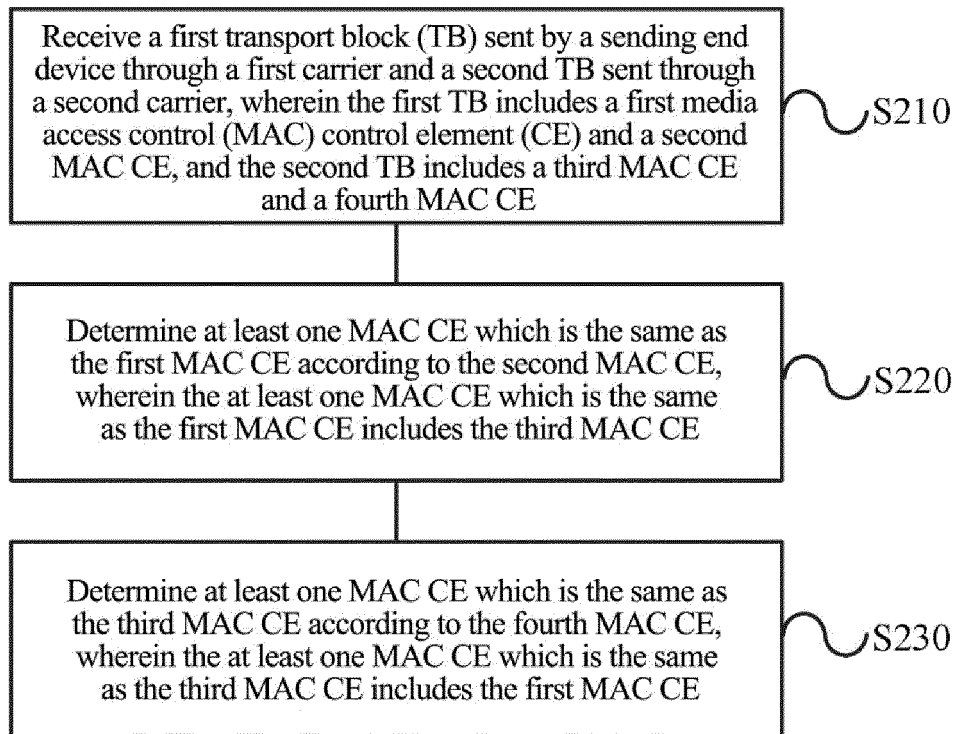 Receive a first transport block (TB) sent by a sending end
device through a first carrier and a second TB sent through
a second carrier, wherein the first TB includes a first media
access control (MAC) control element (CE) and a second
MAC CE, and the second TB includes a third MAC CE
and a fourth MAC CE
S210
Determine at least one MAC CE which is the same as
the first MAC CE according to the second MAC CE,
wherein the at least one MAC CE which is the same
as the first MAC CE includes the third MAC CE
S220
Determine at least one MAC CE which is the same as
the third MAC CE according to the fourth MAC CE,
wherein the at least one MAC CE which is the same
as the third MAC CE includes the first MAC CE
S230